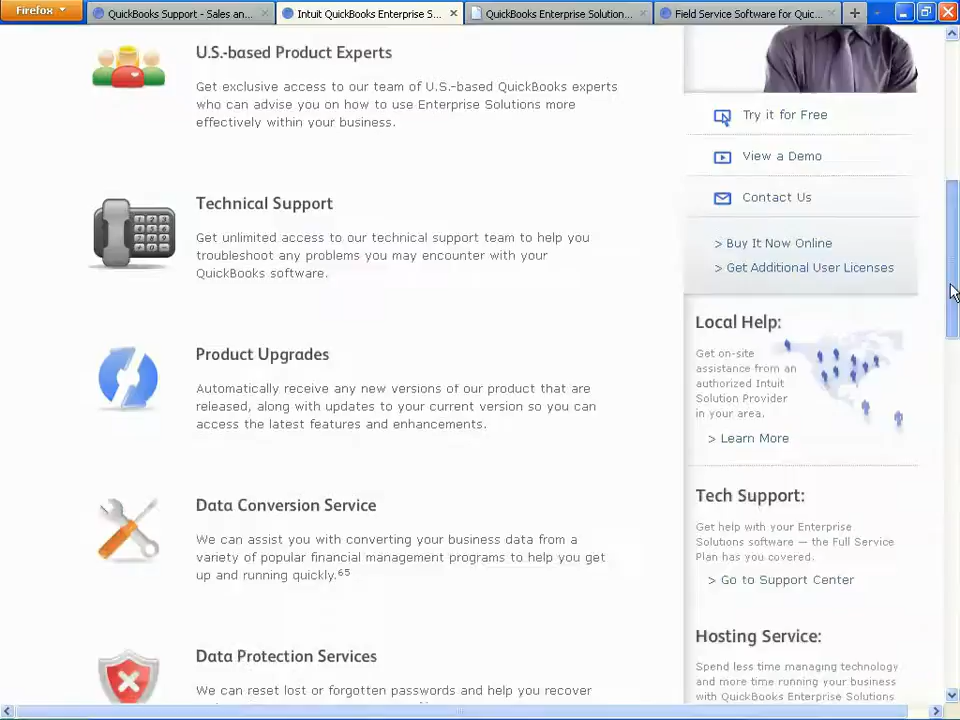 Firefox
QuickBooks Support - Sales an...
Intuit QuickBooks Enterprise S...
QuickBooks Enterprise Solution...
Field Service Software for Quic...
U.S.-based Product Experts
Get exclusive access to our team of U.S.-based QuickBooks experts
who can advise you on how to use Enterprise Solutions more
effectively within your business.
Technical Support
Get unlimited access to our technical support team to help you
troubleshoot any problems you may encounter with your
QuickBooks software.
Product Upgrades
Automatically receive any new versions of our product that are
released, along with updates to your current version so you can
access the latest features and enhancements.
Data Conversion Service
We can assist you with converting your business data from a
variety of popular financial management programs to help you get
up and running quickly.65
Data Protection Services
We can reset lost or forgotten passwords and help you recover
Try it for Free
View a Demo
Contact Us
> Buy It Now Online
> Get Additional User Licenses
Local Help:
Get on-site
assistance from an
authorized Intuit
Solution Provider
in your area.
> Learn More
Tech Support:
Get help with your Enterprise
Solutions software — the Full Service
Plan has you covered.
> Go to Support Center
Hosting Service:
Spend less time managing technology
and more time running your business
with QuickBooks Enterprise Solutions